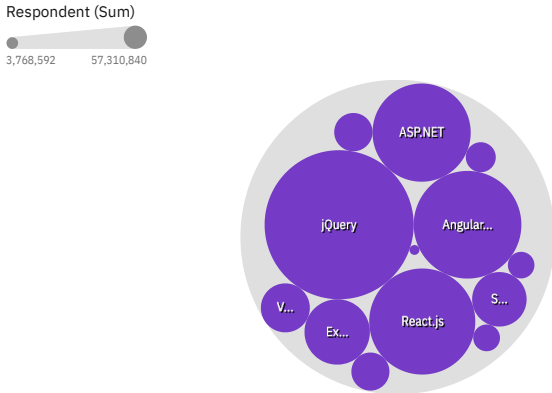 Respondent (Sum)
3,768,592 57,310,840
ASP.NET
jQuery
Angular...
V...
Ex...
React.js
S...